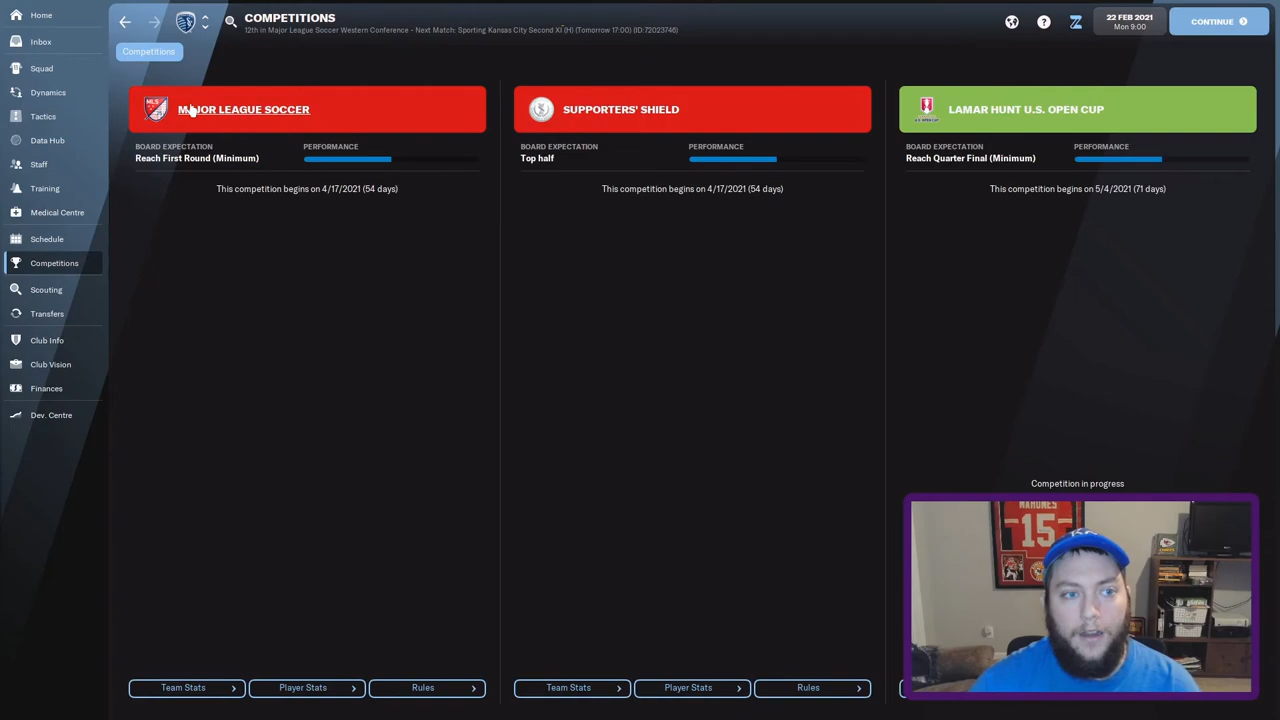 Home
Inbox
Squad
Dynamics
Tactics
Data Hub
Staff
Training
Medical Centre
Schedule
Competitions
Scouting
Transfers
Club Info
Club Vision
Finances
Dev. Centre
COMPETITIONS
12th in Major League Soccer Western Conference - Next Match: Sporting Kansas City Second XI (H) (Tomorrow 17:00) (ID:72023746)
?
22 FEB 2021
Mon 9:00
CONTINUE
Competitions
MLS
MAJOR LEAGUE SOCCER
BOARD EXPECTATION
PERFORMANCE
Reach First Round (Minimum)
This competition begins on 4/17/2021 (54 days)
Team Stats
Player Stats
Rules
SUPPORTERS' SHIELD
BOARD EXPECTATION
PERFORMANCE
Top half
This competition begins on 4/17/2021 (54 days)
Team Stats
Player Stats
Rules
LAMAR HUNT U.S. OPEN CUP
BOARD EXPECTATION
PERFORMANCE
Reach Quarter Final (Minimum)
This competition begins on 5/4/2021 (71 days)
Competition in progress
MAHOMES
15